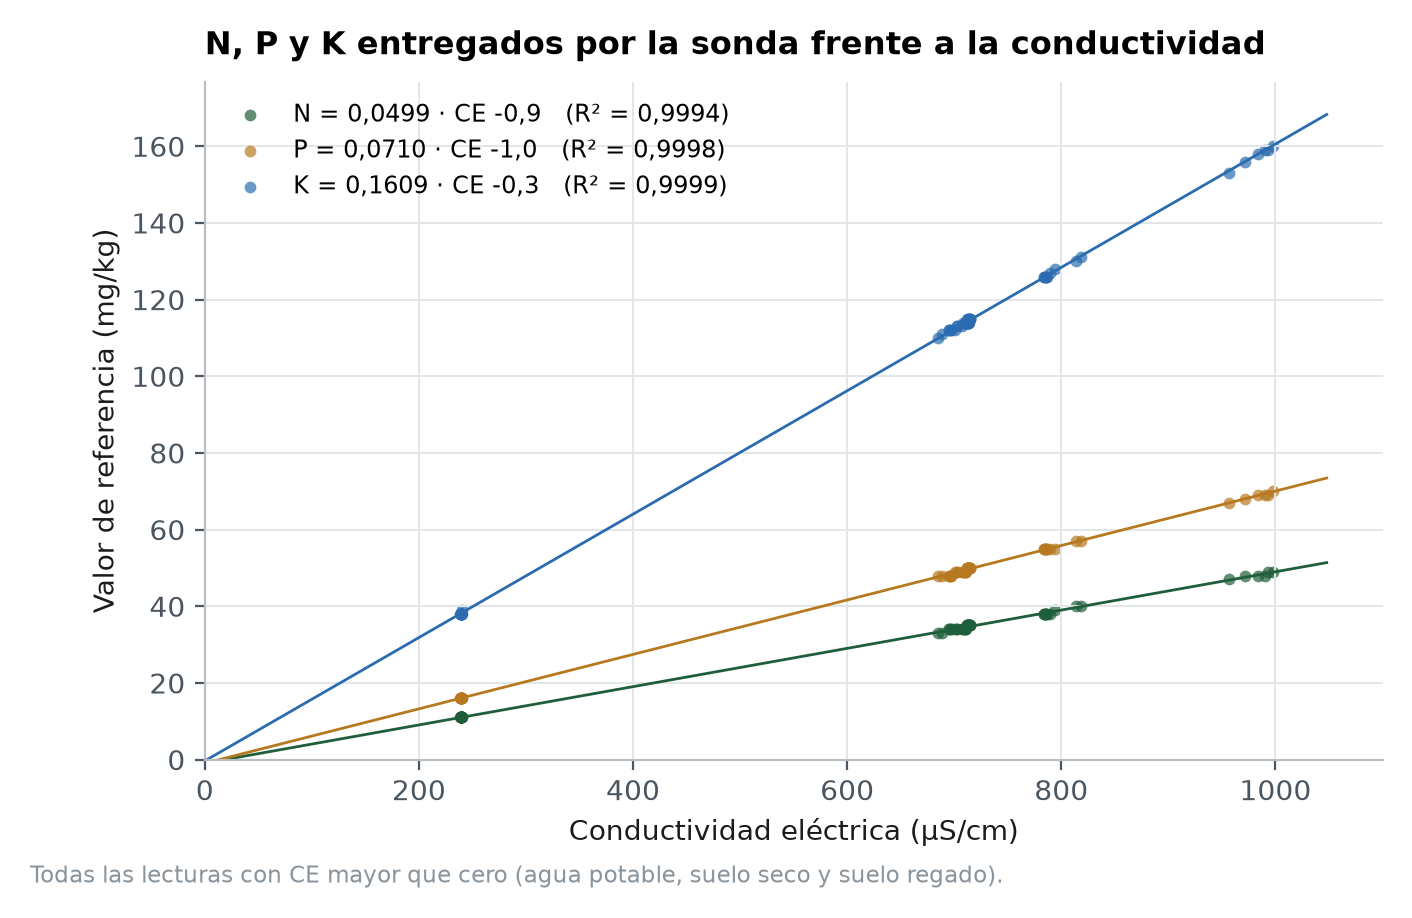 N, P y K entregados por la sonda frente a la conductividad
N = 0,0499 · CE -0,9 (R² = 0,9994)
P = 0,0710 · CE -1,0 (R² = 0,9998)
K = 0,1609 · CE -0,3 (R² = 0,9999)
Valor de referencia (mg/kg)
160
140
120
100
80
60
40
20
0
0 200 400 600 800 1000
Conductividad eléctrica (µS/cm)
Todas las lecturas con CE mayor que cero (agua potable, suelo seco y suelo regado).